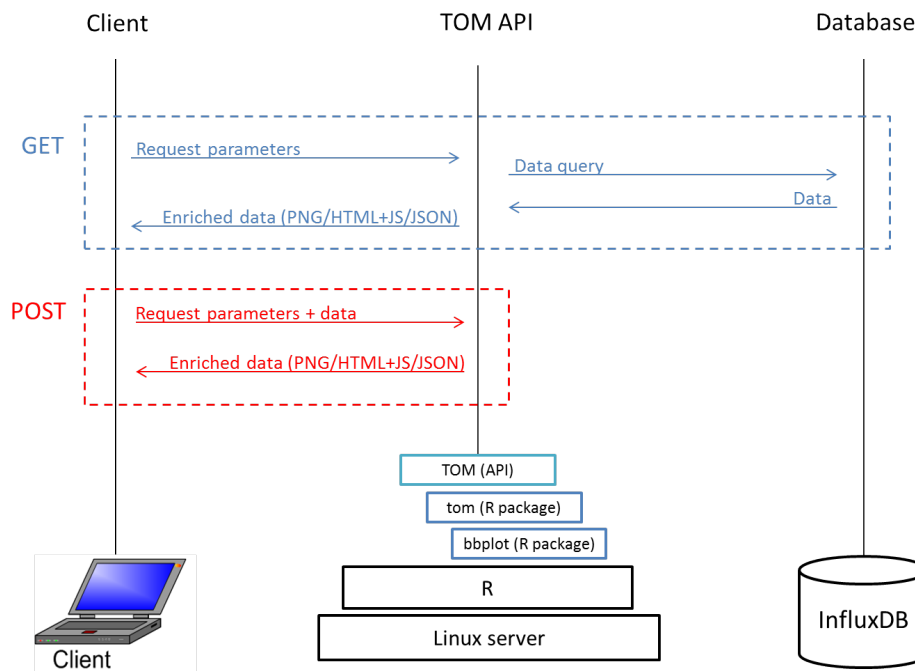 Client
TOM API
Database
GET
Request parameters
Data query
Data
Enriched data (PNG/HTML+JS/JSON)
POST
Request parameters + data
Enriched data (PNG/HTML+JS/JSON)
TOM (API)
tom (R package)
bbplot (R package)
R
Linux server
InfluxDB
Client